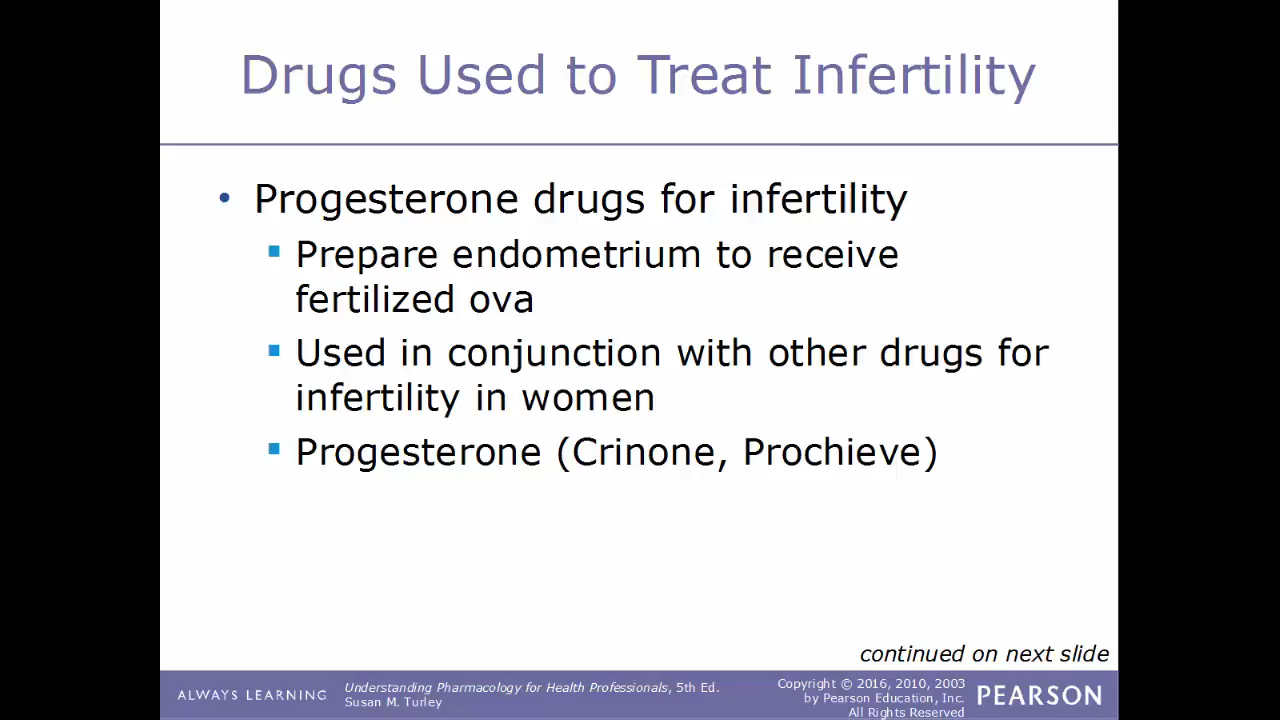 Drugs Used to Treat Infertility
• Progesterone drugs for infertility
▪ Prepare endometrium to receive
fertilized ova
▪ Used in conjunction with other drugs for
infertility in women
▪ Progesterone (Crinone, Prochieve)
continued on next slide
ALWAYS LEARNING
Understanding Pharmacology for Health Professionals, 5th Ed.
Susan M. Turley
Copyright © 2016, 2010, 2003
by Pearson Education, Inc.
All Rights Reserved
PEARSON